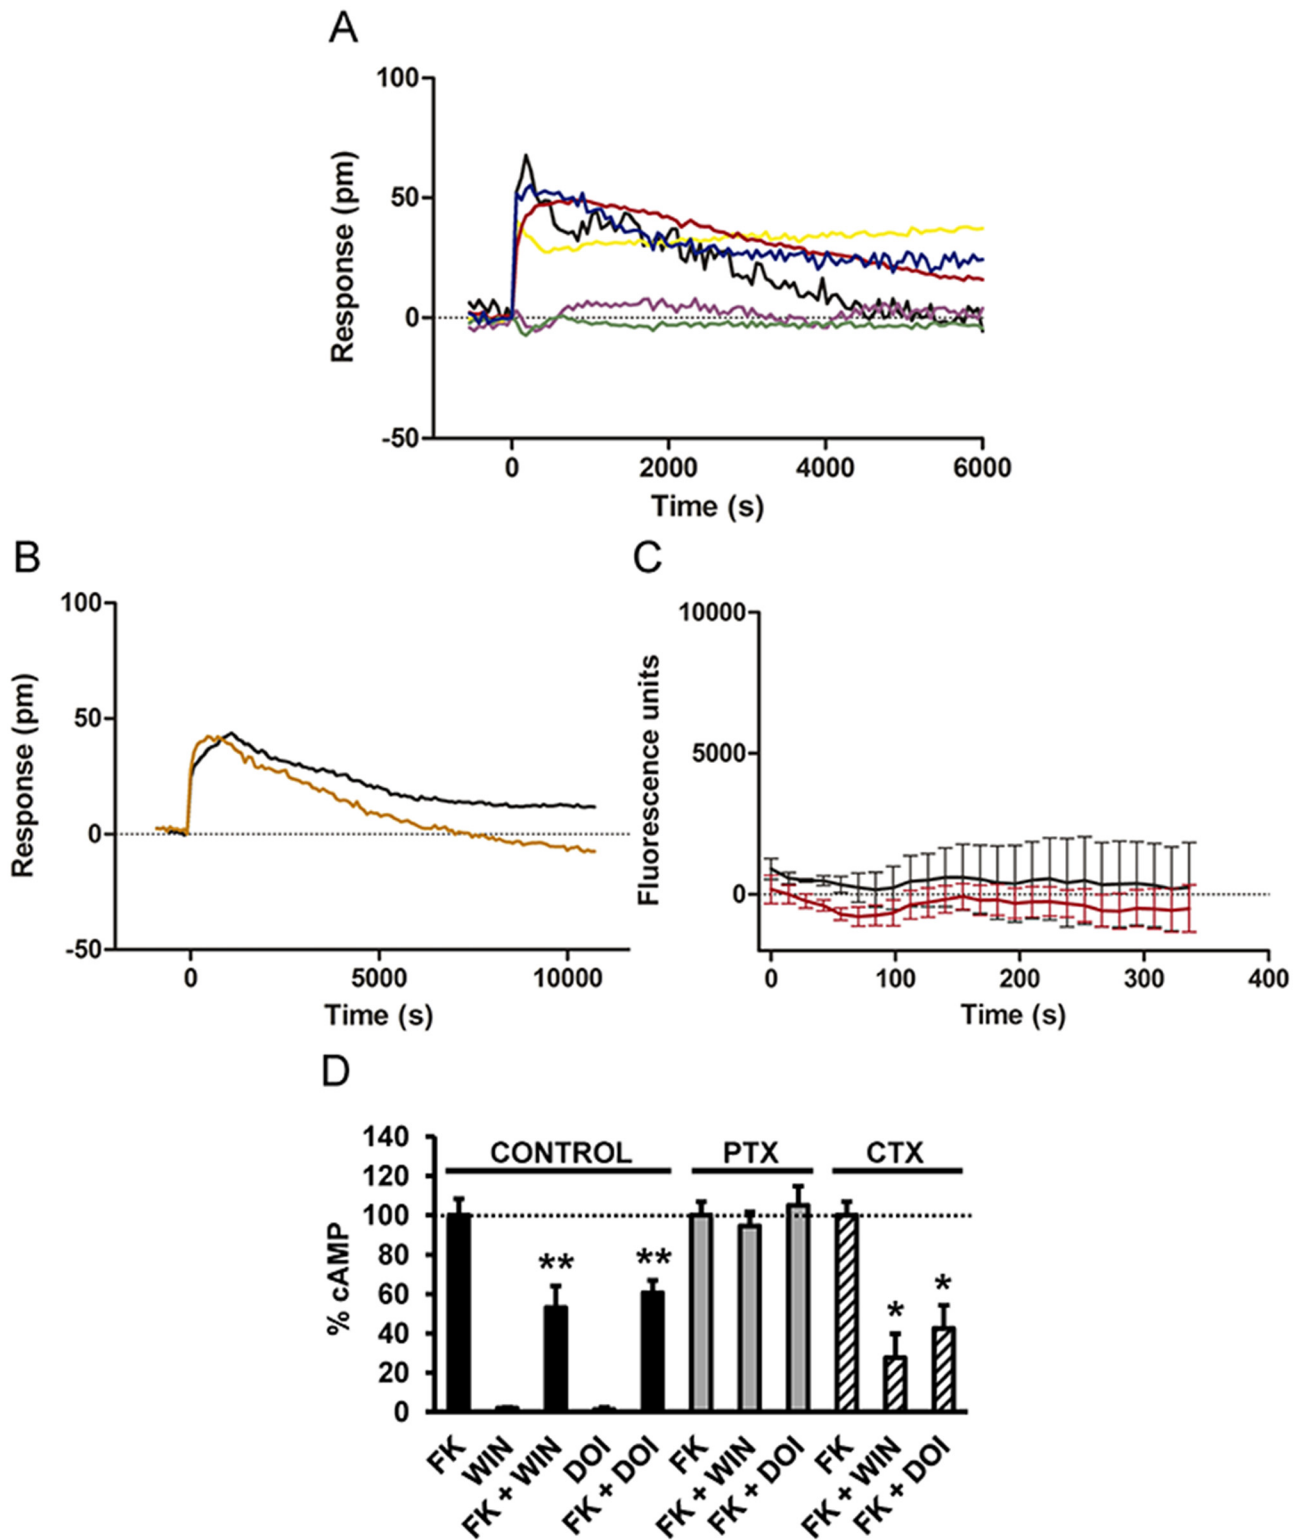 A
100
50
0
-50
Response (pm)
0 2000 4000 6000
Time (s)
B
100
50
0
-50
Response (pm)
0 5000 10000
Time (s)
C
10000
5000
0
Fluorescence units
0 100 200 300 400
Time (s)
D
140
120
100
80
60
40
20
0
% cAMP
CONTROL PTX CTX
** ** * *
FK
WIN
FK + WIN
DOI
FK + DOI
FK
FK + WIN
FK + DOI
FK
FK + WIN
FK + DOI